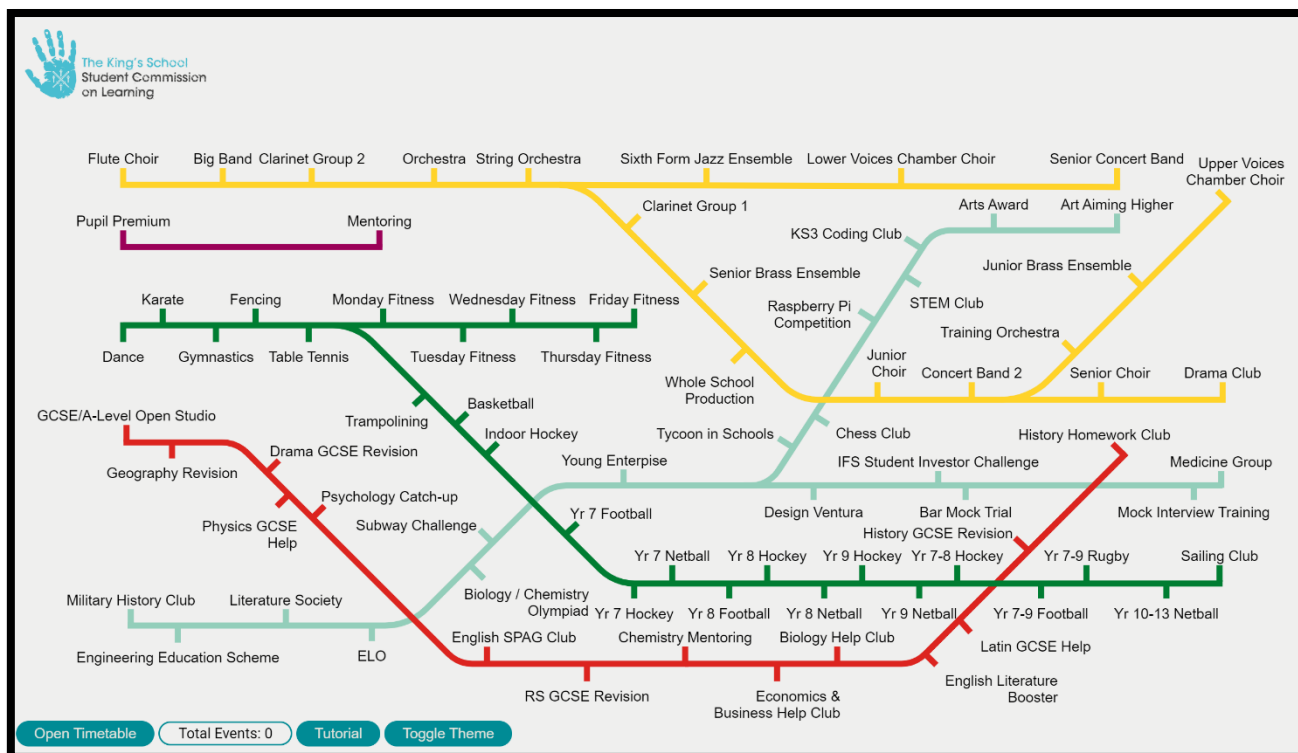 The King's School
Student Commission
on Learning
Flute Choir
Big Band
Clarinet Group 2
Orchestra
String Orchestra
Sixth Form Jazz Ensemble
Lower Voices Chamber Choir
Senior Concert Band
Upper Voices
Chamber Choir
Clarinet Group 1
Arts Award
Art Aiming Higher
Pupil Premium
Mentoring
KS3 Coding Club
Senior Brass Ensemble
Junior Brass Ensemble
Karate
Fencing
Monday Fitness
Wednesday Fitness
Friday Fitness
Raspberry Pi
Competition
STEM Club
Training Orchestra
Dance
Gymnastics
Table Tennis
Tuesday Fitness
Thursday Fitness
Junior
Choir
Concert Band 2
Senior Choir
Drama Club
Whole School
Production
GCSE/A-Level Open Studio
Trampolining
Basketball
Indoor Hockey
Tycoon in Schools
Chess Club
History Homework Club
Geography Revision
Drama GCSE Revision
Young Enterpise
IFS Student Investor Challenge
Medicine Group
Psychology Catch-up
Physics GCSE
Help
Subway Challenge
Yr 7 Football
Design Ventura
Bar Mock Trial
Mock Interview Training
History GCSE Revision
Yr 7 Netball
Yr 8 Hockey
Yr 9 Hockey
Yr 7-8 Hockey
Yr 7-9 Rugby
Sailing Club
Military History Club
Literature Society
Biology / Chemistry
Olympiad
Yr 7 Hockey
Yr 8 Football
Yr 8 Netball
Yr 9 Netball
Yr 7-9 Football
Yr 10-13 Netball
Engineering Education Scheme
ELO
English SPAG Club
Chemistry Mentoring
Biology Help Club
Latin GCSE Help
RS GCSE Revision
Economics &
Business Help Club
English Literature
Booster
Open Timetable
Total Events: 0
Tutorial
Toggle Theme